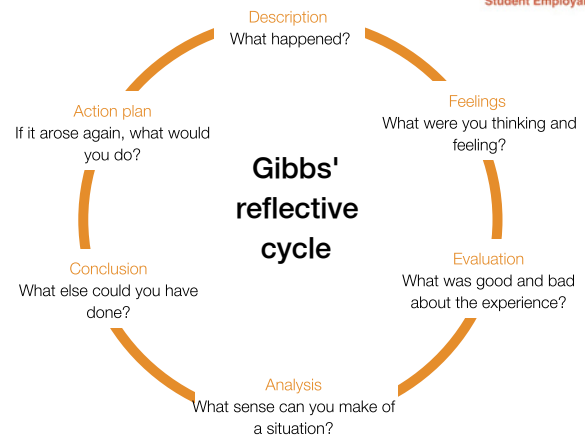 Student Employa
Description
What happened?
Feelings
What were you thinking and
feeling?
Evaluation
What was good and bad
about the experience?
Analysis
What sense can you make of
a situation?
Conclusion
What else could you have
done?
Action plan
If it arose again, what would
you do?
Gibbs'
reflective
cycle